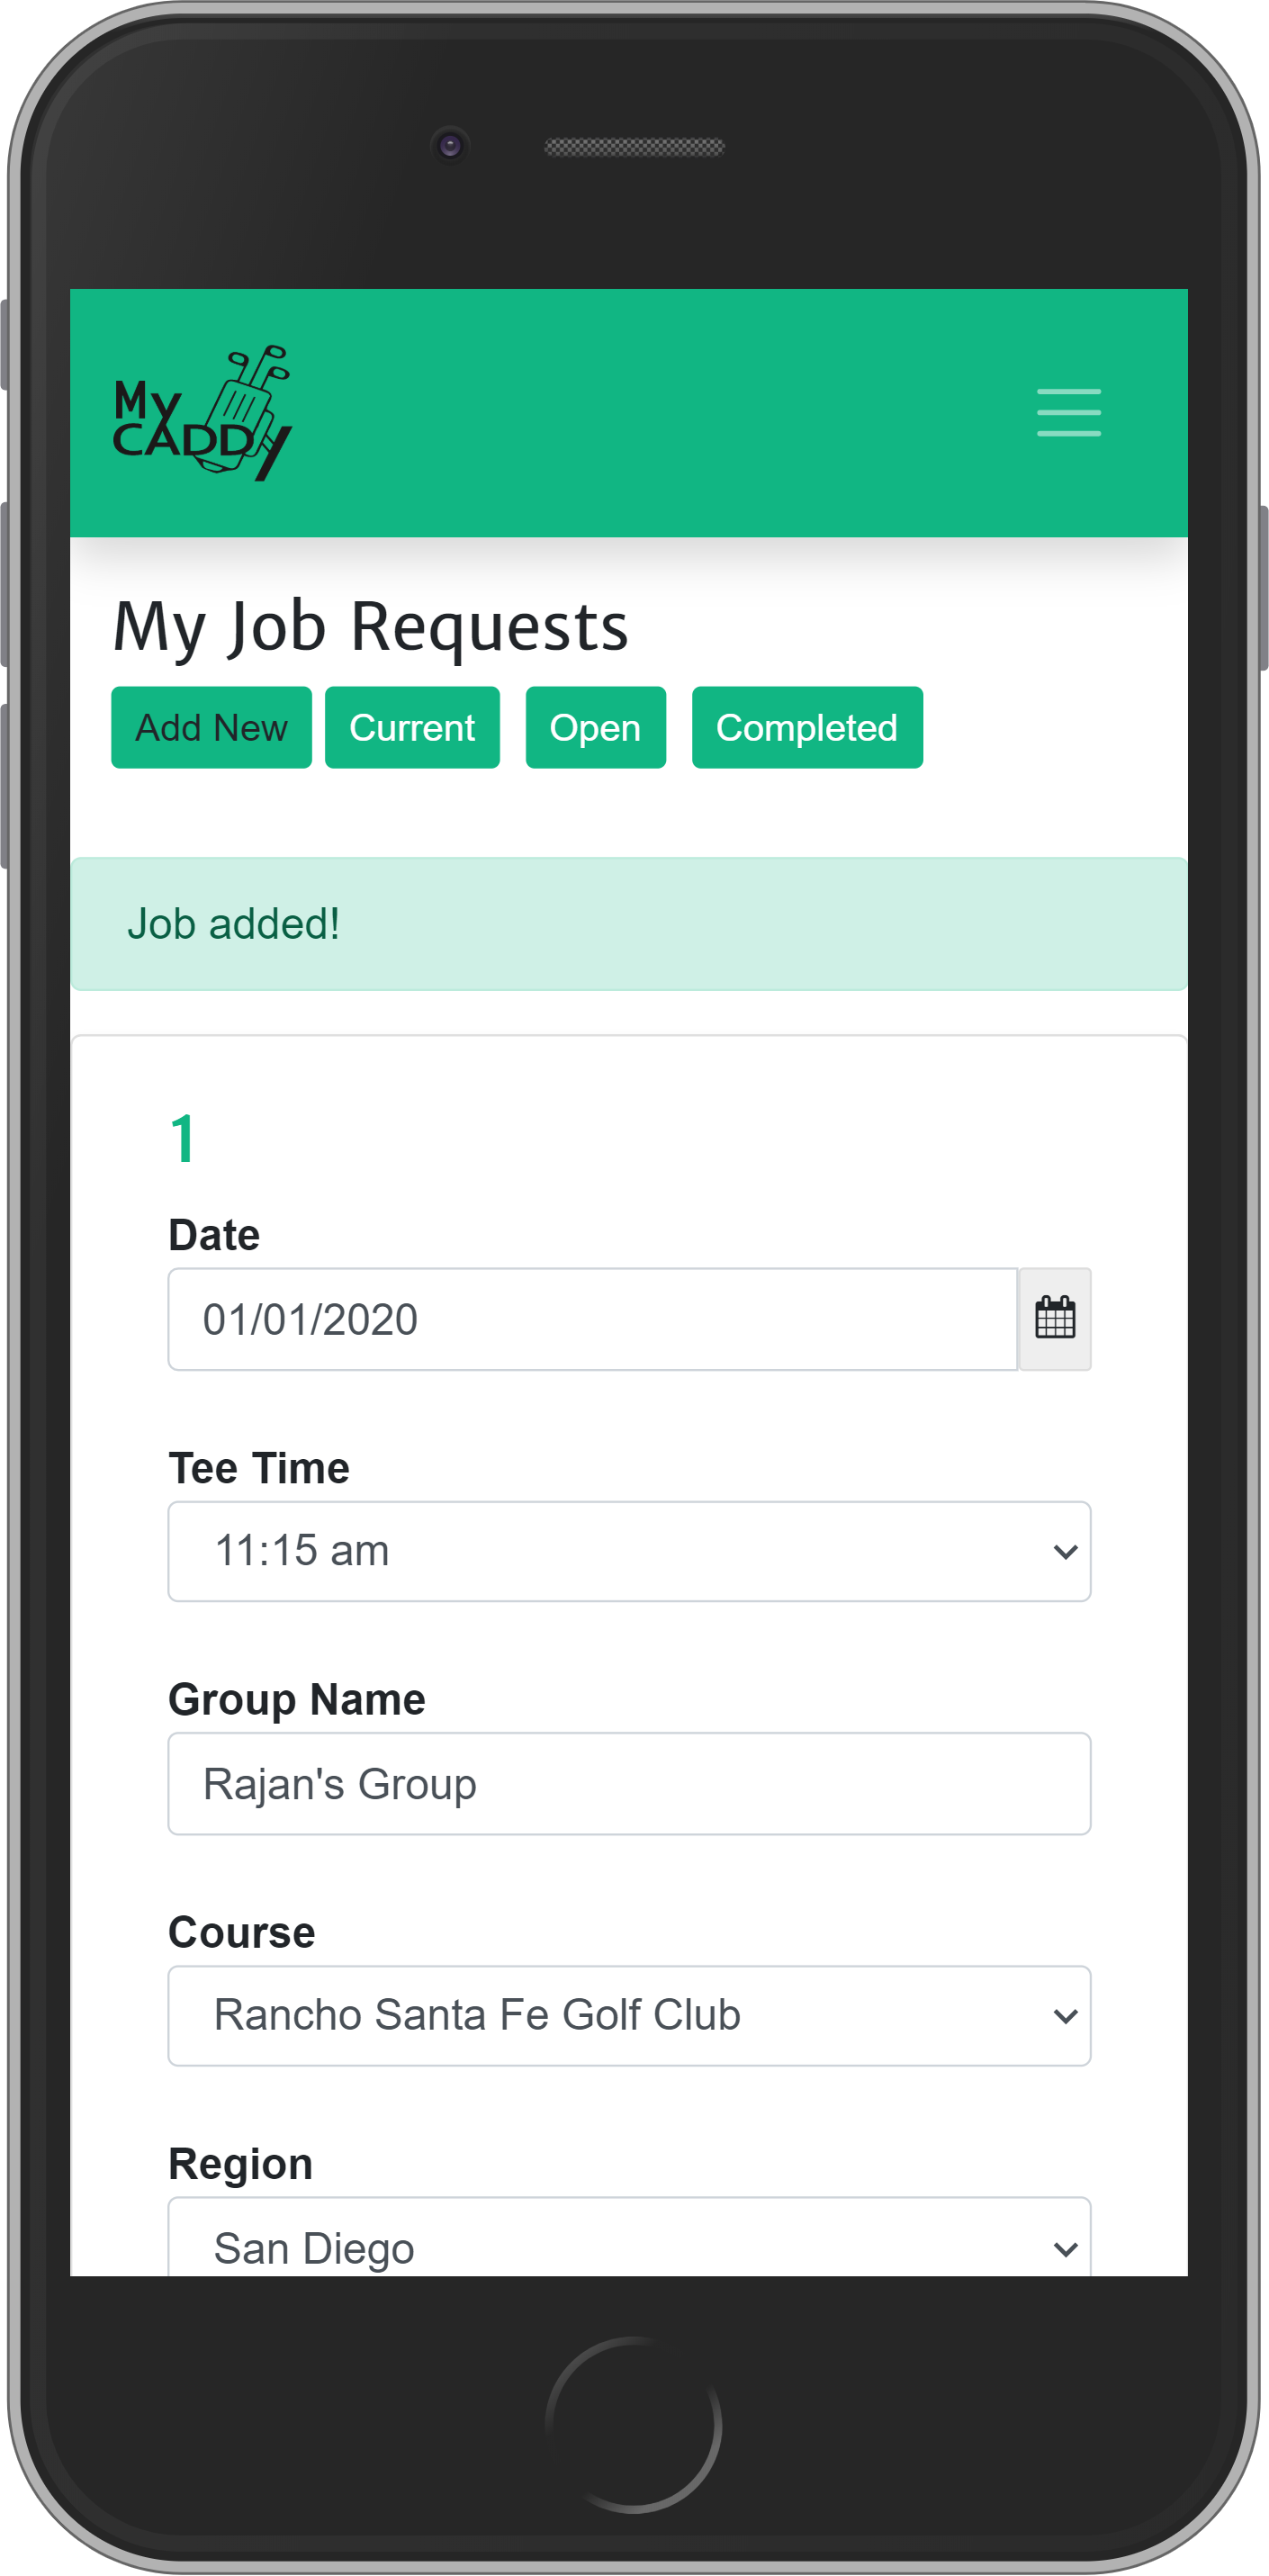 My
CADDY
My Job Requests
Add New Current Open Completed
Job added!
1
Date
01/01/2020
Tee Time
11:15 am
Group Name
Rajan's Group
Course
Rancho Santa Fe Golf Club
Region
San Diego